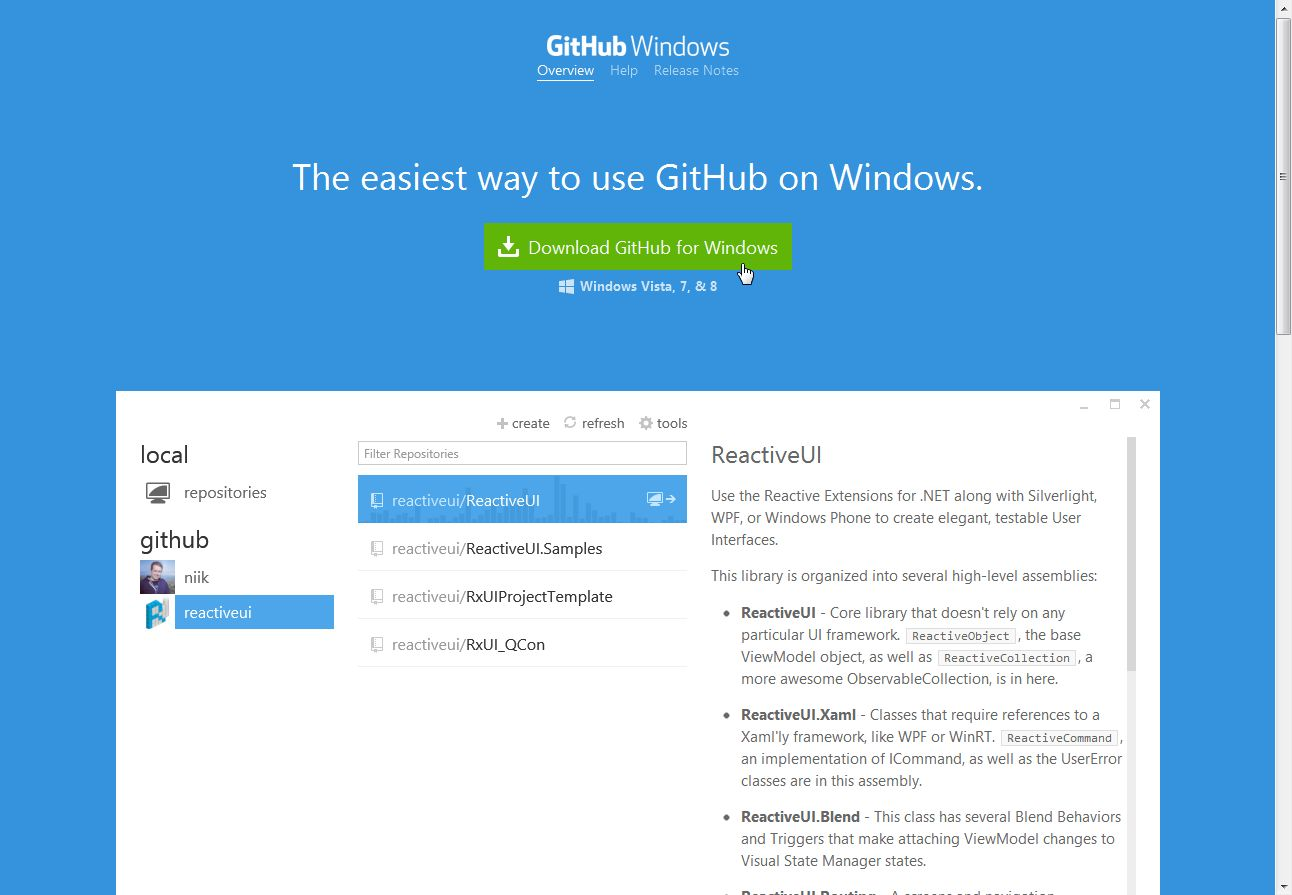 GitHub Windows
Overview Help Release Notes
The easiest way to use GitHub on Windows.
Download GitHub for Windows
Windows Vista, 7, & 8
create refresh tools
local
repositories
github
niik
reactiveui
Filter Repositories
reactiveui/ReactiveUI
reactiveui/ReactiveUI.Samples
reactiveui/RxUIProjectTemplate
reactiveui/RxUI_QCon
ReactiveUI
Use the Reactive Extensions for .NET along with Silverlight,
WPF, or Windows Phone to create elegant, testable User
Interfaces.
This library is organized into several high-level assemblies:
• ReactiveUI - Core library that doesn't rely on any
particular UI framework. ReactiveObject, the base
ViewModel object, as well as ReactiveCollection, a
more awesome ObservableCollection, is in here.
• ReactiveUI.Xaml - Classes that require references to a
Xaml'ly framework, like WPF or WinRT. ReactiveCommand,
an implementation of ICommand, as well as the UserError
classes are in this assembly.
• ReactiveUI.Blend - This class has several Blend Behaviors
and Triggers that make attaching ViewModel changes to
Visual State Manager states.
• ReactiveUI.Routing - A screens and navigation